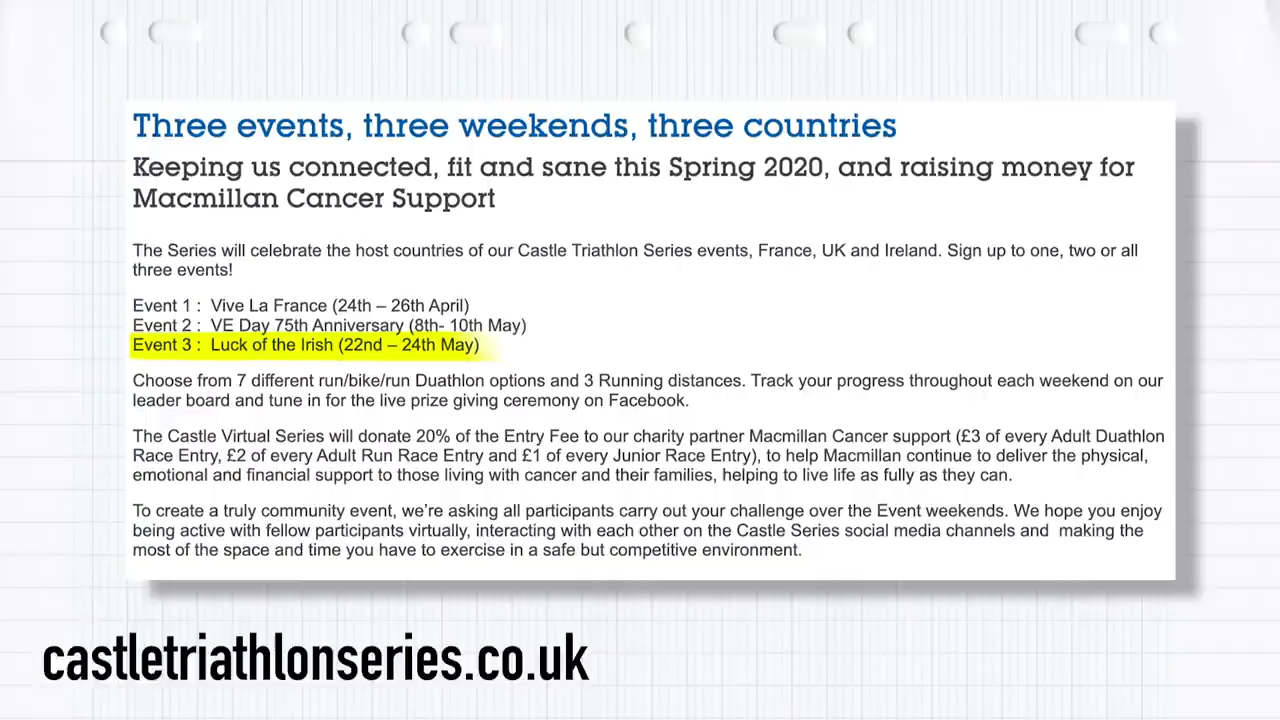 Three events, three weekends, three countries
Keeping us connected, fit and sane this Spring 2020, and raising money for
Macmillan Cancer Support
The Series will celebrate the host countries of our Castle Triathlon Series events, France, UK and Ireland. Sign up to one, two or all
three events!
Event 1 : Vive La France (24th – 26th April)
Event 2 : VE Day 75th Anniversary (8th- 10th May)
Event 3 : Luck of the Irish (22nd – 24th May)
Choose from 7 different run/bike/run Duathlon options and 3 Running distances. Track your progress throughout each weekend on our
leader board and tune in for the live prize giving ceremony on Facebook.
The Castle Virtual Series will donate 20% of the Entry Fee to our charity partner Macmillan Cancer support (£3 of every Adult Duathlon
Race Entry, £2 of every Adult Run Race Entry and £1 of every Junior Race Entry), to help Macmillan continue to deliver the physical,
emotional and financial support to those living with cancer and their families, helping to live life as fully as they can.
To create a truly community event, we're asking all participants carry out your challenge over the Event weekends. We hope you enjoy
being active with fellow participants virtually, interacting with each other on the Castle Series social media channels and making the
most of the space and time you have to exercise in a safe but competitive environment.
castletriathlonseries.co.uk